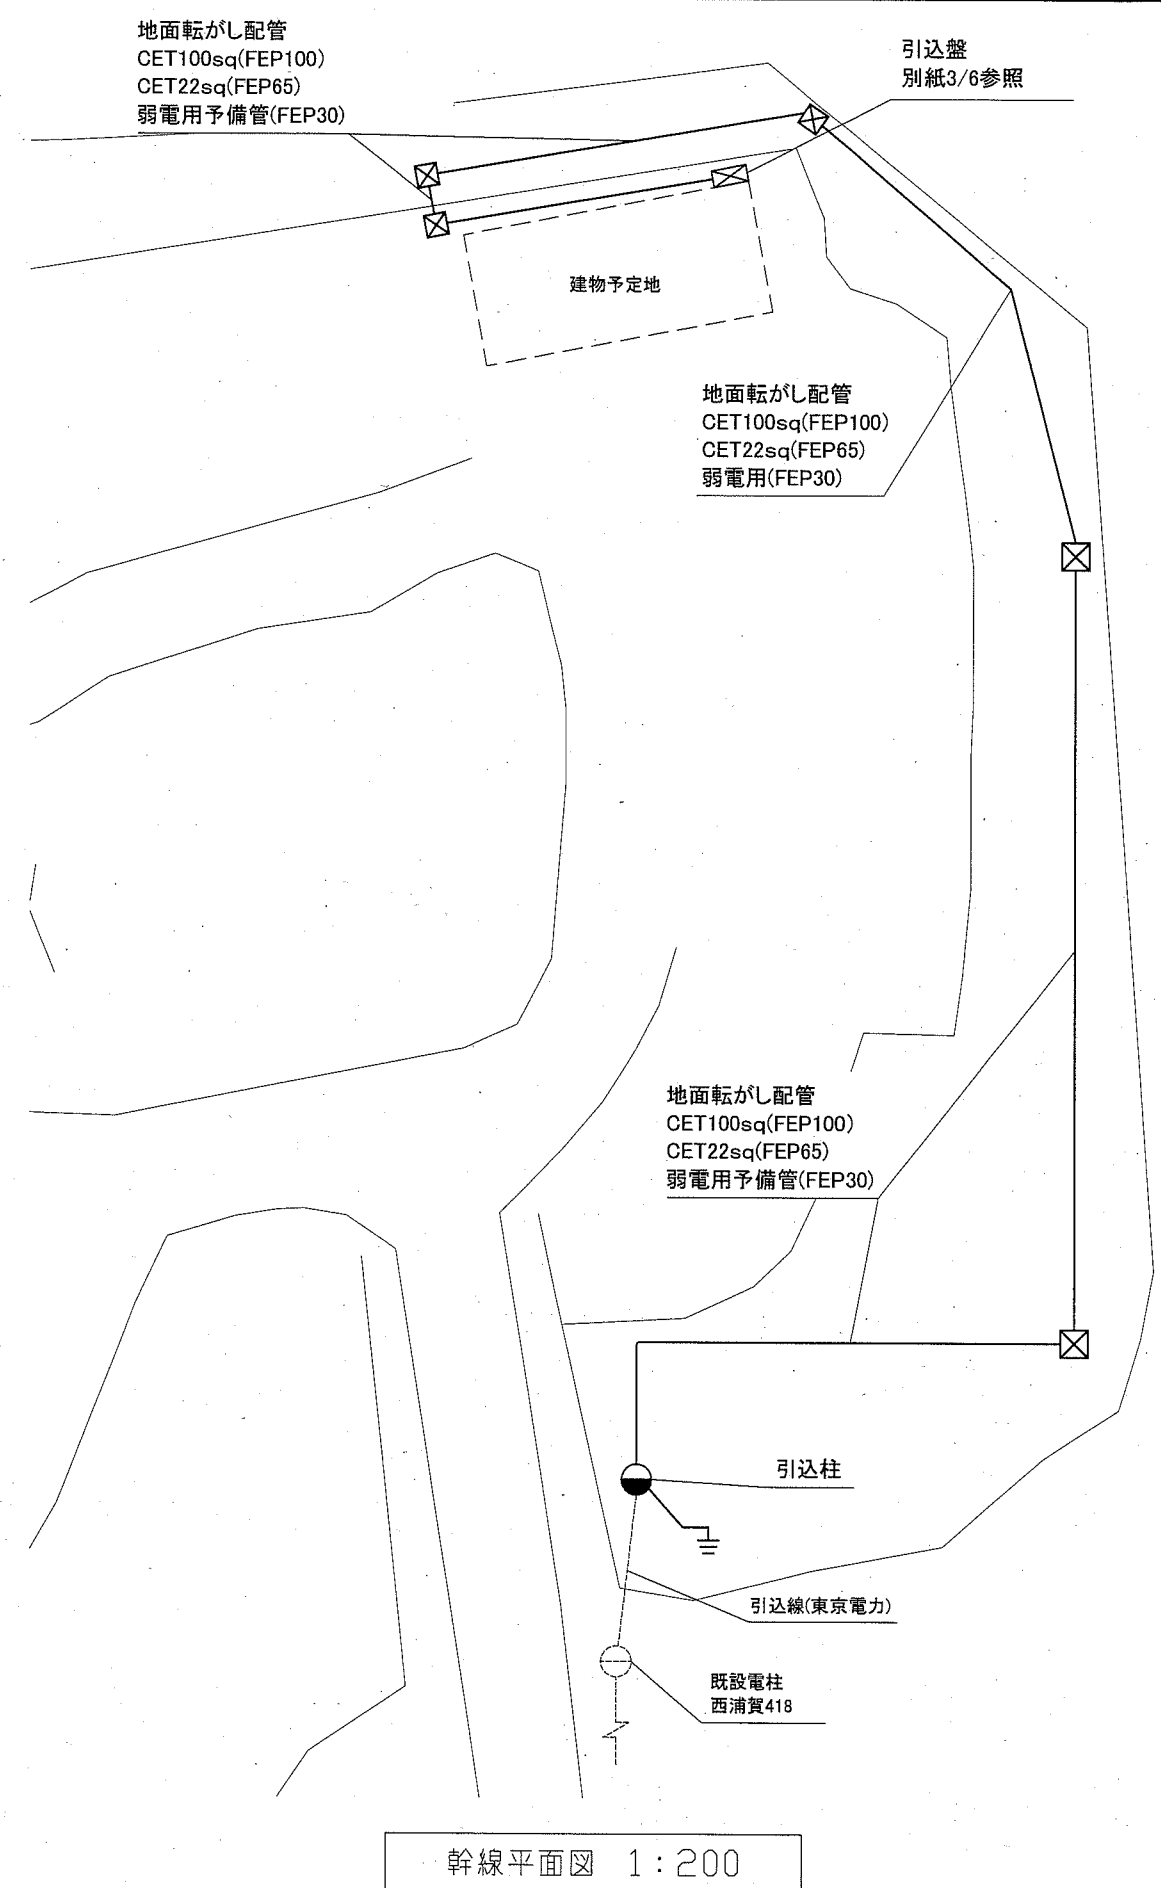 地面転がし配管
CET100sq(FEP100)
CET22sq(FEP65)
弱電用予備管(FEP30)
引込盤
別紙3/6参照
建物予定地
地面転がし配管
CET100sq(FEP100)
CET22sq(FEP65)
弱電用(FEP30)
地面転がし配管
CET100sq(FEP100)
CET22sq(FEP65)
弱電用予備管(FEP30)
引込柱
引込線(東京電力)
既設電柱
西浦賀418
幹線平面図 1:200